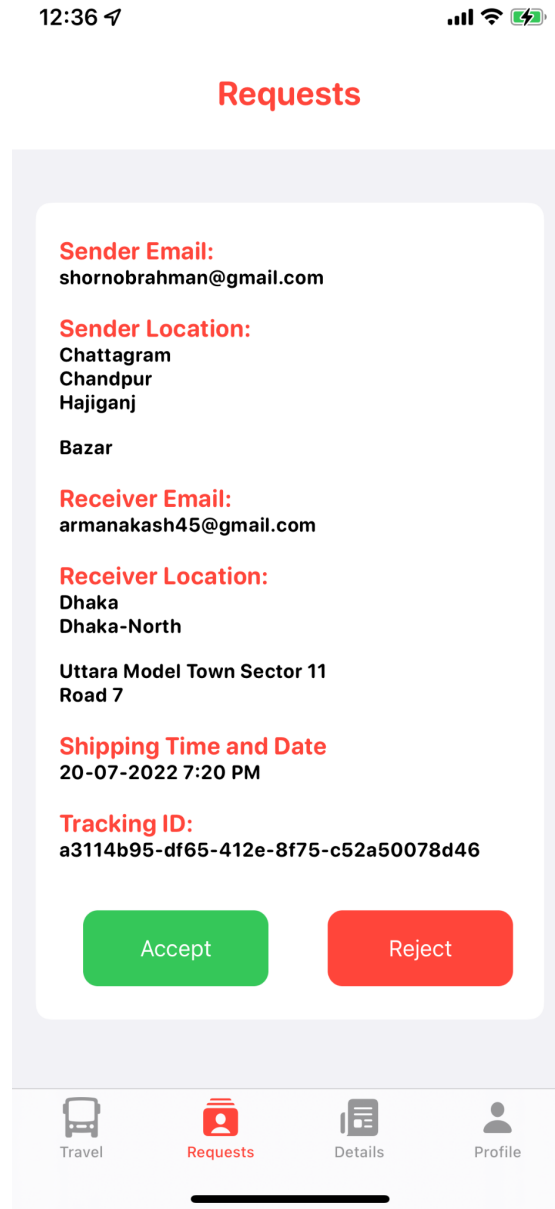 12:36
Requests
Sender Email:
shornobrahman@gmail.com
Sender Location:
Chattagram
Chandpur
Hajiganj
Bazar
Receiver Email:
armanakash45@gmail.com
Receiver Location:
Dhaka
Dhaka-North
Uttara Model Town Sector 11
Road 7
Shipping Time and Date
20-07-2022 7:20 PM
Tracking ID:
a3114b95-df65-412e-8f75-c52a50078d46
Accept Reject
Travel Requests Details Profile